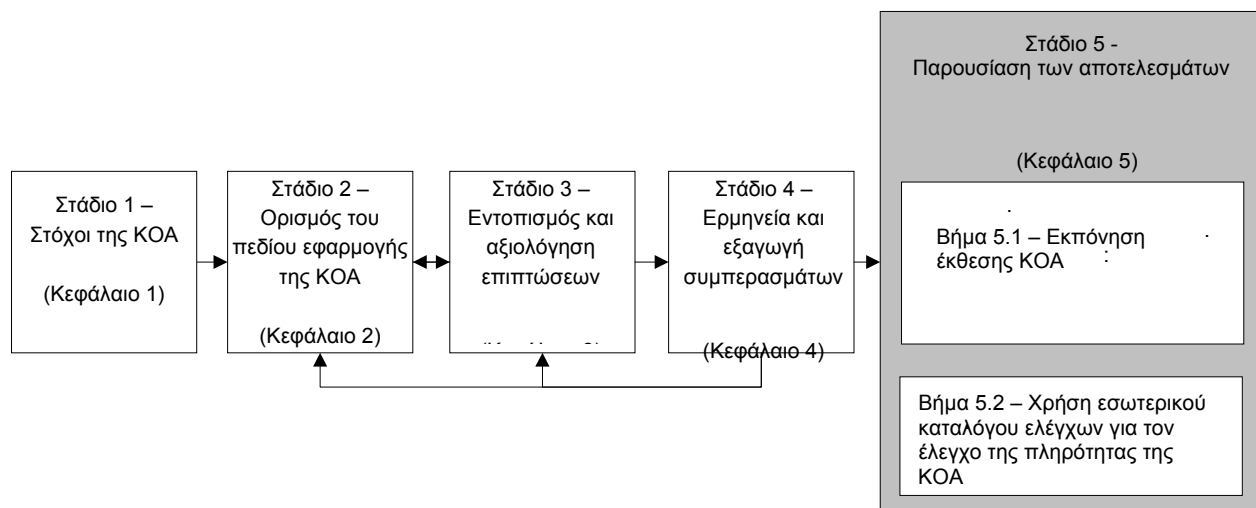 Στάδιο 1 –
Στόχοι της ΚΟΑ
(Κεφάλαιο 1)
Στάδιο 2 –
Ορισμός του
πεδίου εφαρμογής
της ΚΟΑ
(Κεφάλαιο 2)
Στάδιο 3 –
Εντοπισμός και
αξιολόγηση
επιπτώσεων
Στάδιο 4 –
Ερμηνεία και
εξαγωγή
συμπερασμάτων
(Κεφάλαιο 4)
Στάδιο 5 -
Παρουσίαση των αποτελεσμάτων
(Κεφάλαιο 5)
Βήμα 5.1 – Εκπόνηση
έκθεσης ΚΟΑ
Βήμα 5.2 – Χρήση εσωτερικού
καταλόγου ελέγχων για τον
έλεγχο της πληρότητας της
ΚΟΑ